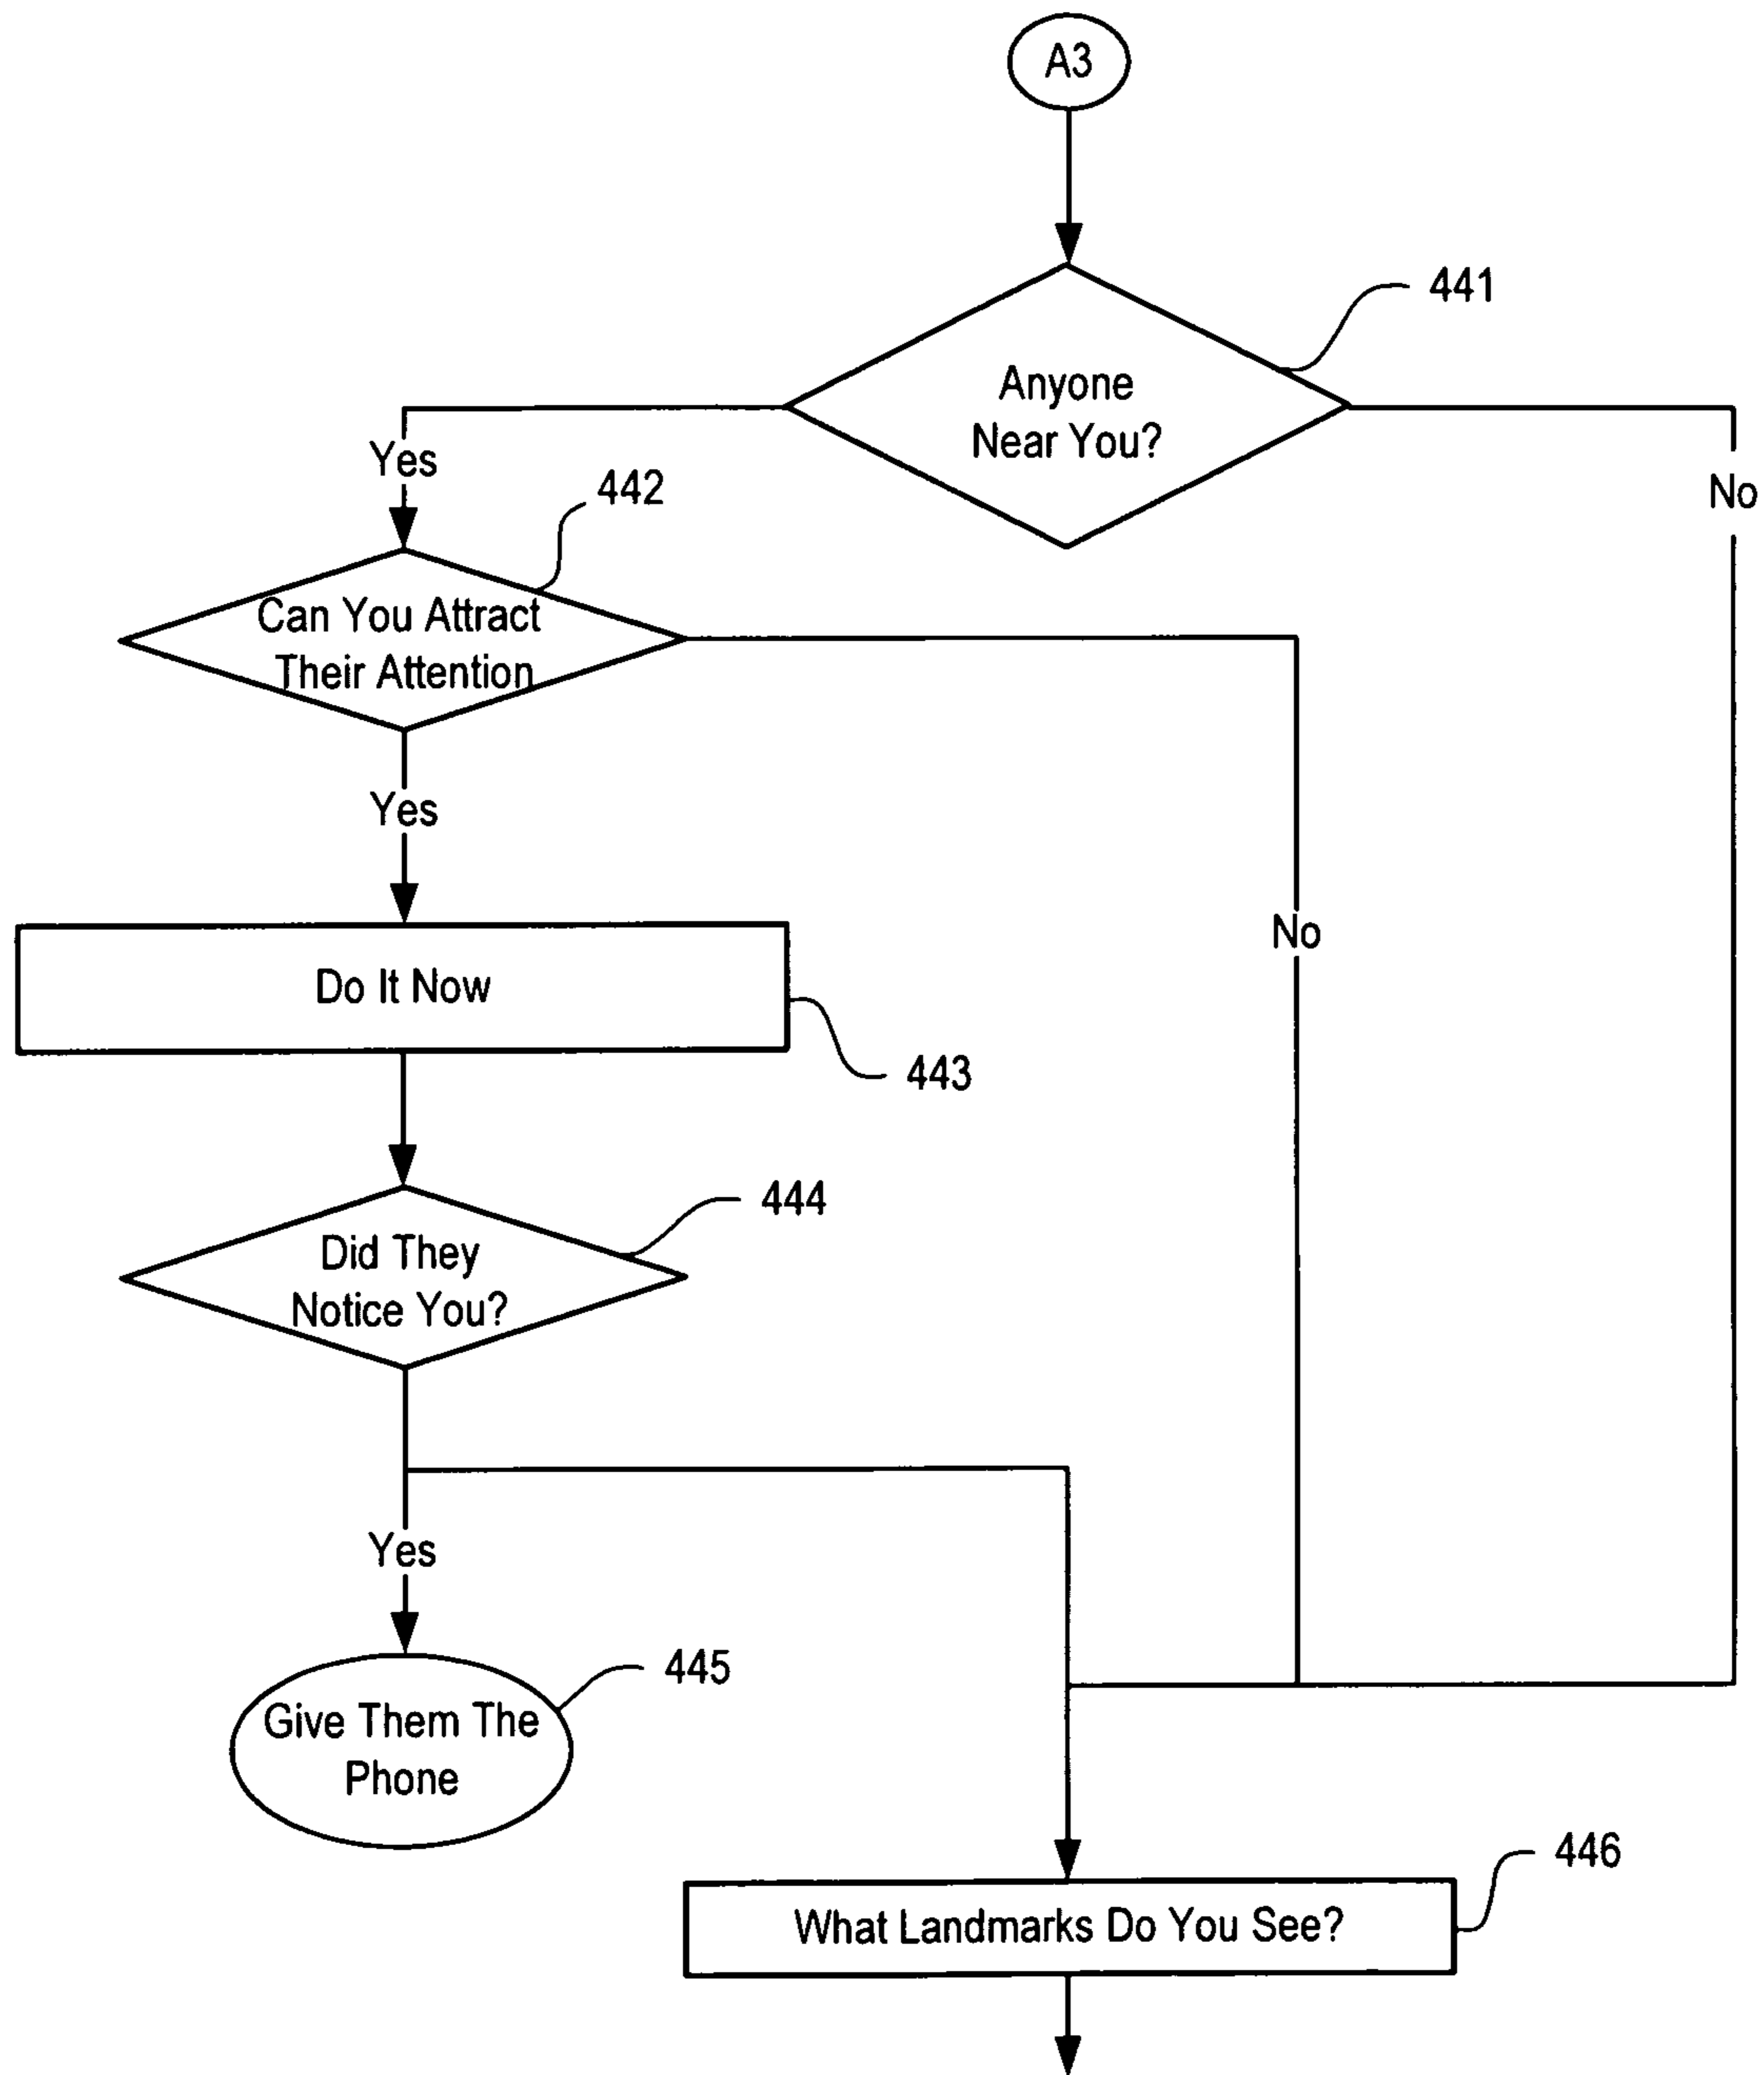 A3
441
Anyone
Near You?
Yes
No
442
Can You Attract
Their Attention
Yes
No
Do It Now
443
444
Did They
Notice You?
Yes
445
Give Them The
Phone
446
What Landmarks Do You See?